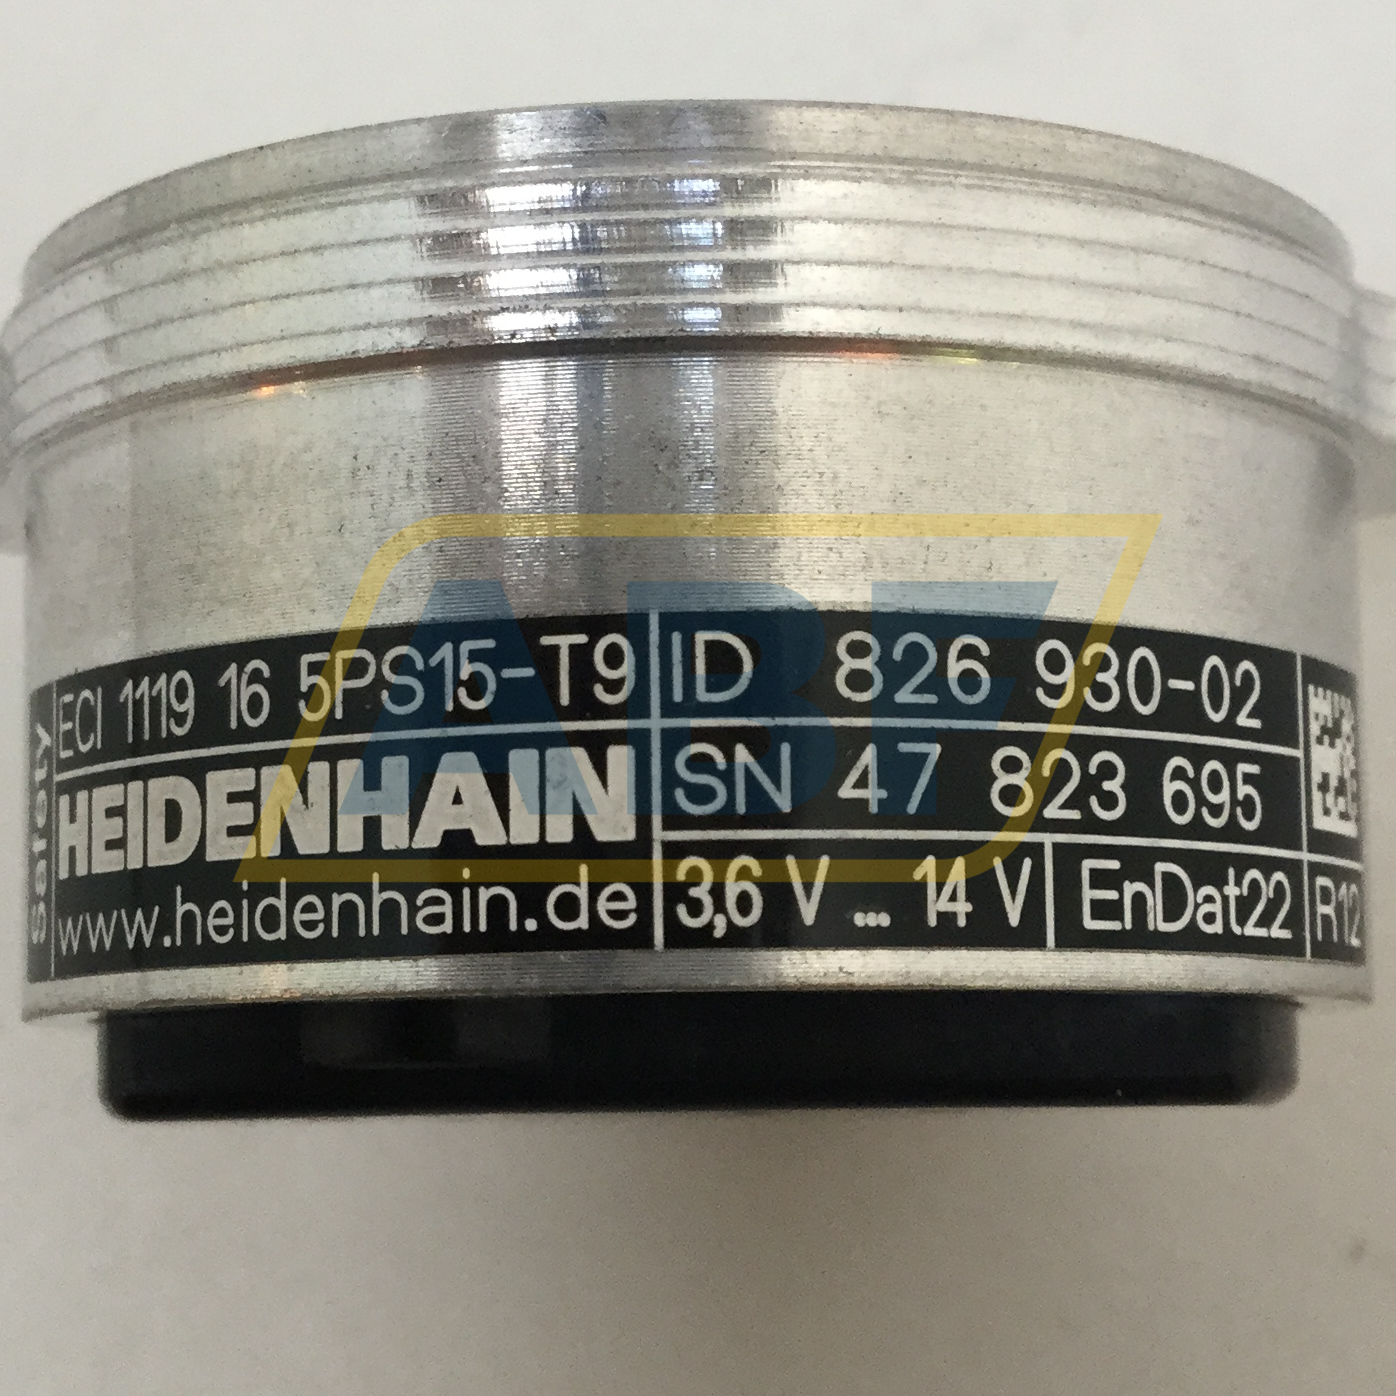 Safety
ECI 1119 16 5PS15-T9
HEIDENHAIN
www.heidenhain.de
ID 826 930-02
SN 47 823 695
3,6 V ... 14 V
EnDat22
R12
ABF